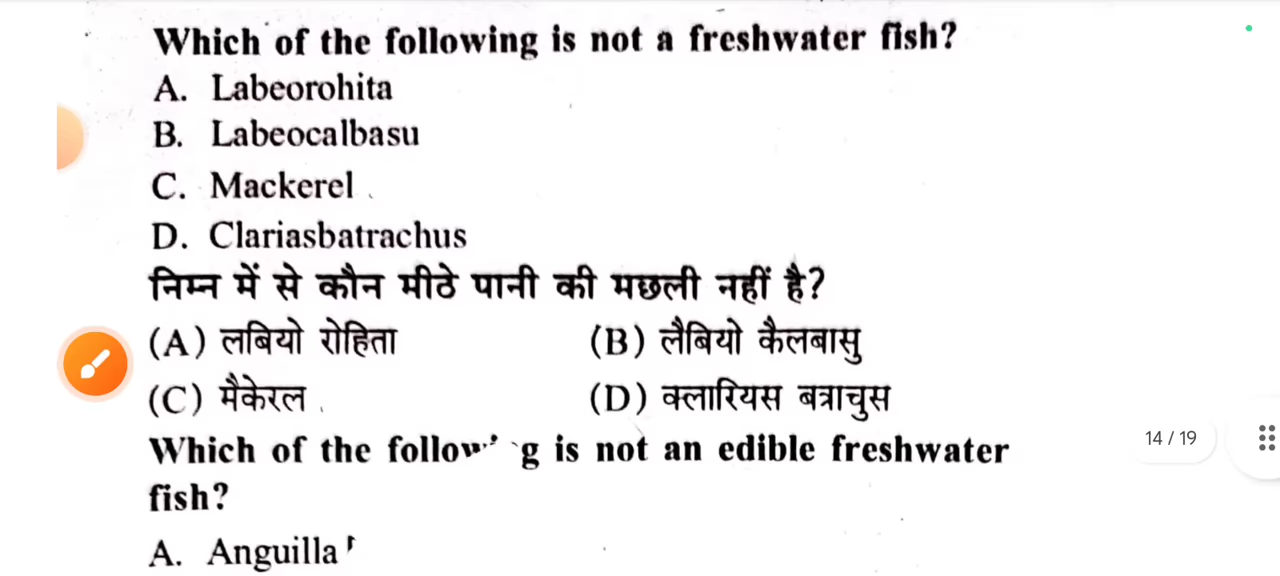 Which of the following is not a freshwater fish?
A. Labeorohita
B. Labeocalbasu
C. Mackerel
D. Clariasbatrachus
निम्न में से कौन मीठे पानी की मछली नहीं है?
(A) लबियो रोहिता (B) लैबियो कैलबासु
(C) मैकेरल (D) क्लारियस बत्राचुस
14 / 19
Which of the is not an edible freshwater
fish?
A. Anguilla